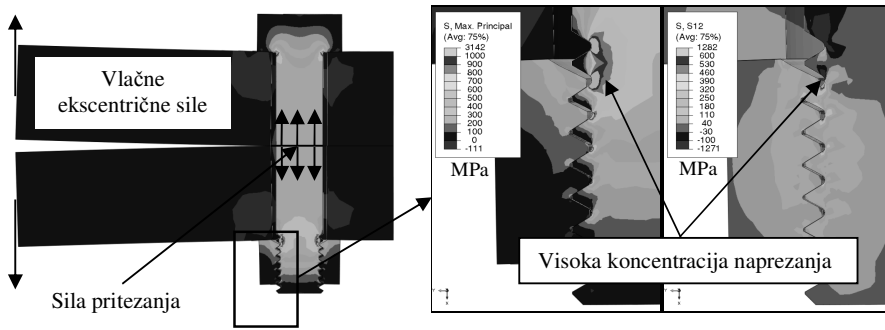 Vlačne
ekscentrične sile
Sila pritezanja
S, Max. Principal
(Avg: 75%)
3142
1000
900
800
700
600
500
400
300
200
100
0
-111
MPa
S, S12
(Avg: 75%)
1282
600
530
460
390
320
250
180
110
40
-30
-100
-1271
MPa
Visoka koncentracija naprezanja
Y
X
Y
X